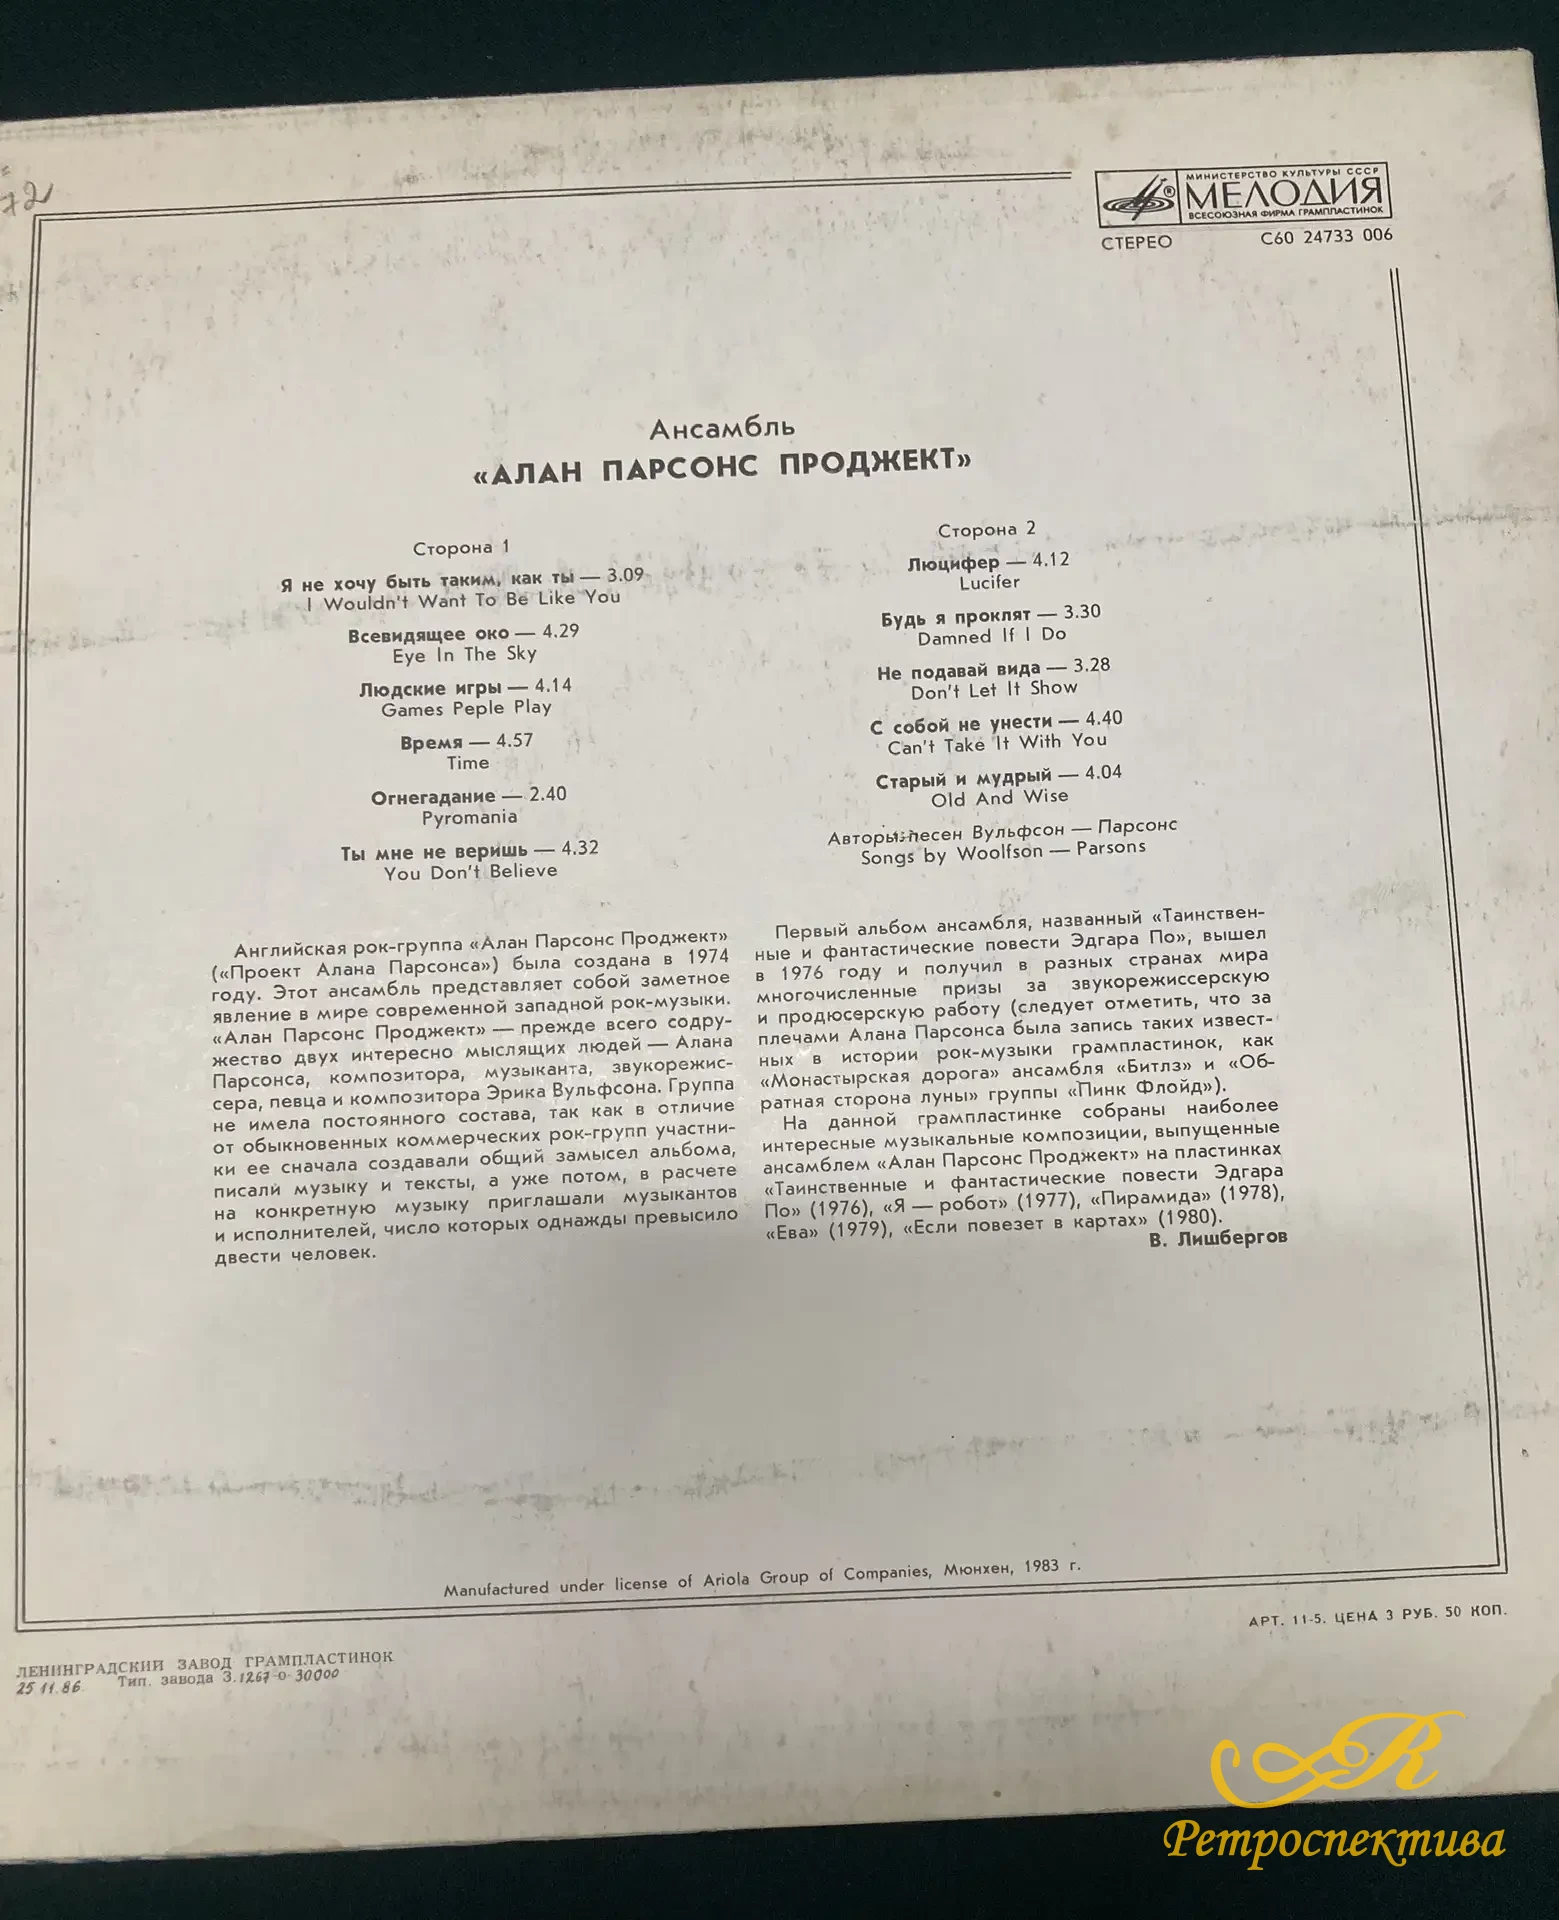 72
МИНИСТЕРСТВО КУЛЬТУРЫ СССР
МЕЛОДИЯ
ВСЕСОЮЗНАЯ ФИРМА ГРАМПЛАСТИНОК
СТЕРЕО С60 24733 006
Ансамбль
«АЛАН ПАРСОНС ПРОДЖЕКТ»
Сторона 1
Я не хочу быть таким, как ты — 3.09
I Wouldn't Want To Be Like You
Всевидящее око — 4.29
Eye In The Sky
Людские игры — 4.14
Games Peple Play
Время — 4.57
Time
Огнегадание — 2.40
Pyromania
Ты мне не веришь — 4.32
You Don't Believe
Сторона 2
Люцифер — 4.12
Lucifer
Будь я проклят — 3.30
Damned If I Do
Не подавай вида — 3.28
Don't Let It Show
С собой не унести — 4.40
Can't Take It With You
Старый и мудрый — 4.04
Old And Wise
Авторы песен Вульфсон — Парсонс
Songs by Woolfson — Parsons
Английская рок-группа «Алан Парсонс Проджект»
(«Проект Алана Парсонса») была создана в 1974
году. Этот ансамбль представляет собой заметное
явление в мире современной западной рок-музыки.
«Алан Парсонс Проджект» — прежде всего содру-
жество двух интересно мыслящих людей — Алана
Парсонса, композитора, музыканта, звукорежис-
сера, певца и композитора Эрика Вульфсона. Группа
не имела постоянного состава, так как в отличие
от обыкновенных коммерческих рок-групп участни-
ки ее сначала создавали общий замысел альбома,
писали музыку и тексты, а уже потом, в расчете
на конкретную музыку приглашали музыкантов
и исполнителей, число которых однажды превысило
двести человек.
Первый альбом ансамбля, названный «Таинствен-
ные и фантастические повести Эдгара По», вышел
в 1976 году и получил в разных странах мира
многочисленные призы за звукорежиссерскую
и продюсерскую работу (следует отметить, что за
плечами Алана Парсонса была запись таких извест-
ных в истории рок-музыки грампластинок, как
«Монастырская дорога» ансамбля «Битлз» и «Об-
ратная сторона луны» группы «Пинк Флойд»).
На данной грампластинке собраны наиболее
интересные музыкальные композиции, выпущенные
ансамблем «Алан Парсонс Проджект» на пластинках
«Таинственные и фантастические повести Эдгара
По» (1976), «Я — робот» (1977), «Пирамида» (1978),
«Ева» (1979), «Если повезет в картах» (1980).
В. Лишбергов
Manufactured under license of Ariola Group of Companies, Мюнхен, 1983 г.
АРТ. 11-5. ЦЕНА 3 РУБ. 50 КОП.
ЛЕНИНГРАДСКИЙ ЗАВОД ГРАМПЛАСТИНОК
25 11.86 Тип. завода З.1267-о-30000
R
Ретроспектива